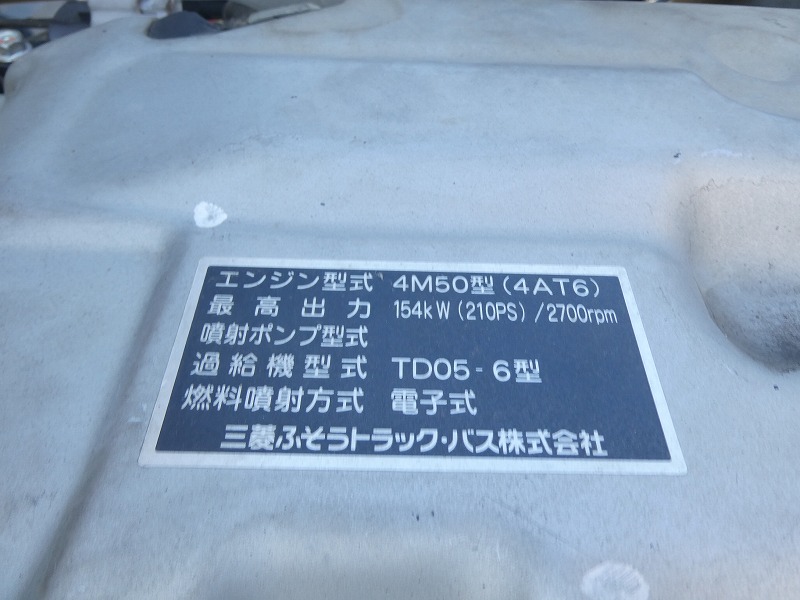 エンジン型式 4M50型(4AT6)
最高出力 154kW(210PS)/2700rpm
噴射ポンプ型式
過給機型式 TD05-6型
燃料噴射方式 電子式
三菱ふそうトラック・バス株式会社